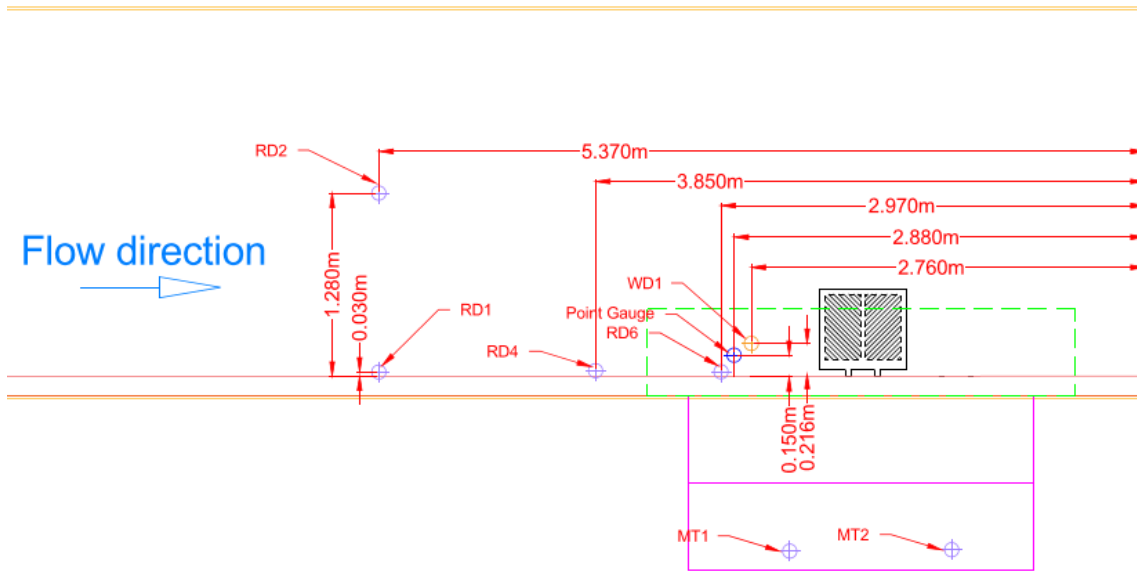 RD2
5.370m
3.850m
2.970m
2.880m
2.760m
Flow direction
1.280m
0.030m
WD1
Point Gauge
RD1
RD6
RD4
0.150m
0.216m
MT1
MT2